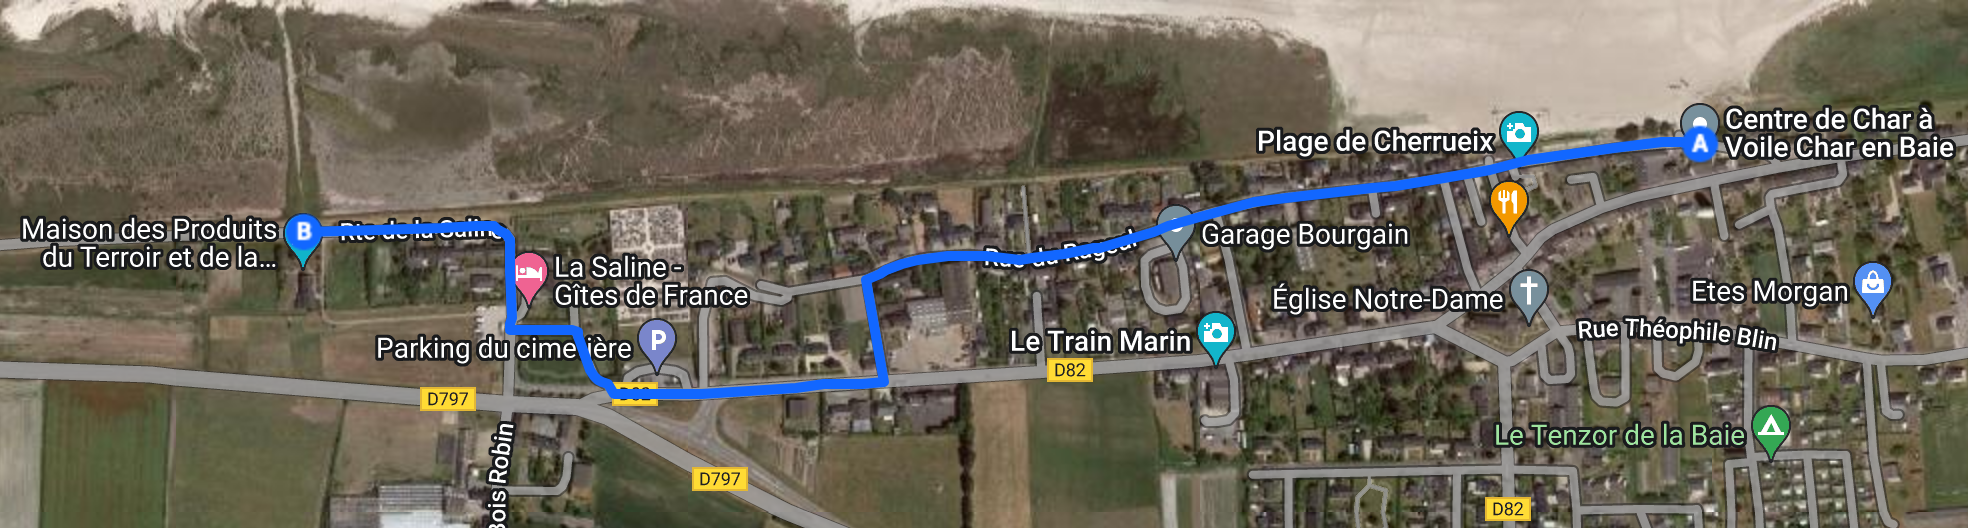 Centre de Char à
Voile Char en Baie
A
Plage de Cherrueix
Maison des Produits
du Terroir et de la...
B
Rte de la Saline
Rue du Rageul
Garage Bourgain
La Saline -
Gîtes de France
Église Notre-Dame
Etes Morgan
Rue Théophile Blin
Parking du cimetière
P
Le Train Marin
D82
D82
D797
Bois Robin
Le Tenzor de la Baie
D797
D82